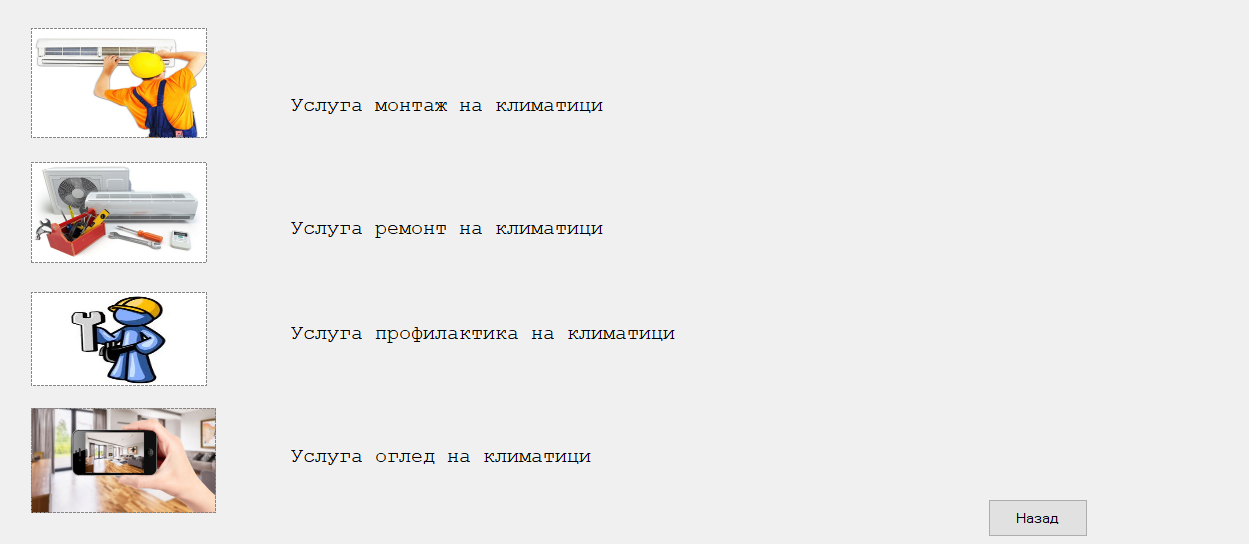 Услуга монтаж на климатици
Услуга ремонт на климатици
Услуга профилактика на климатици
Услуга оглед на климатици
Назад